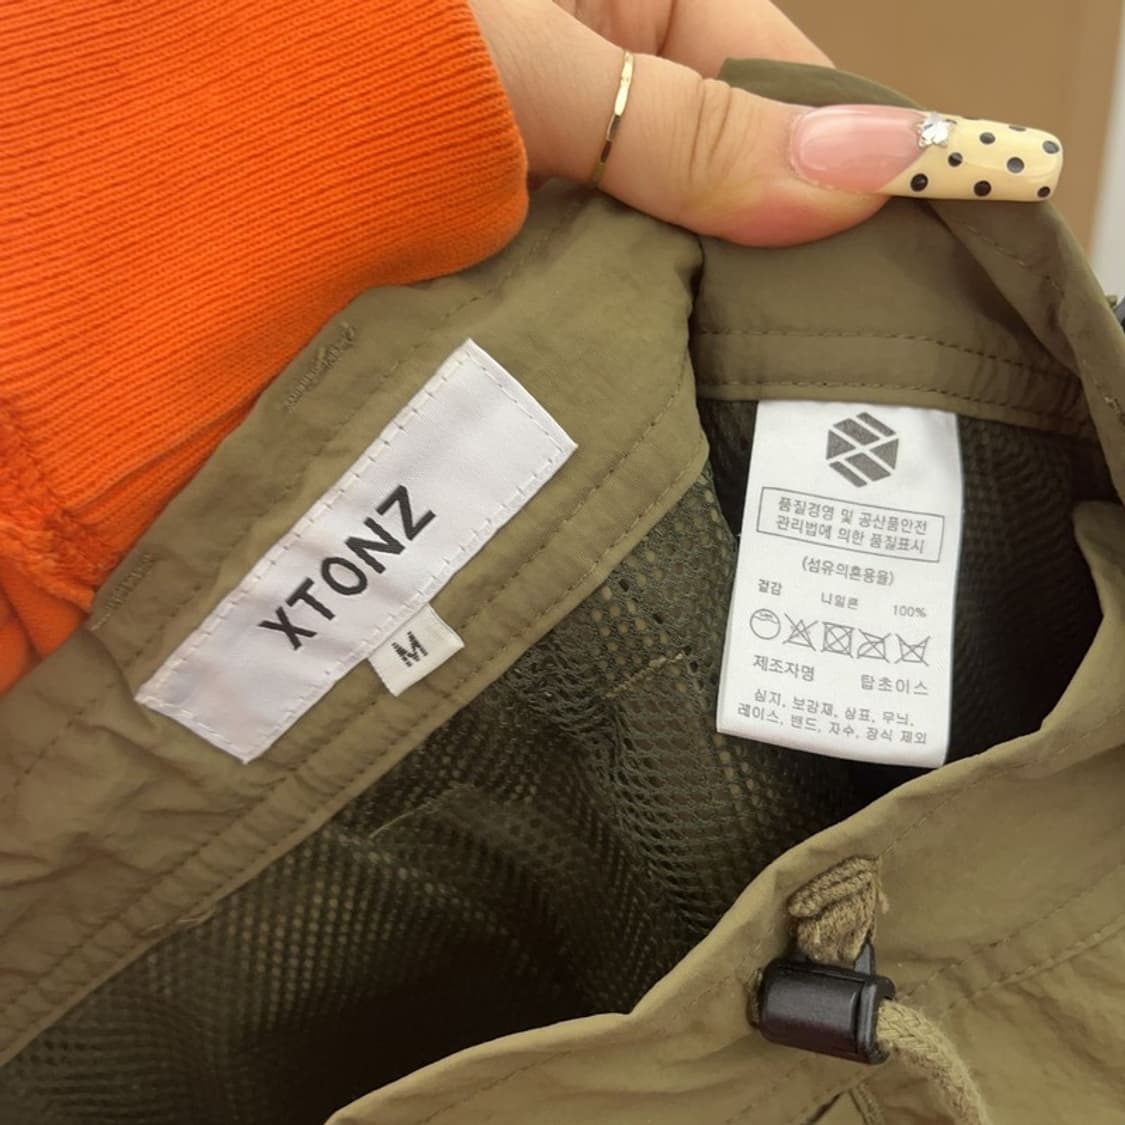 XTONZ
M
품질경영 및 공산품안전
관리법에 의한 품질표시
(섬유의혼용율)
겉감 나일론 100%
제조자명 탑초이스
심지, 보강재, 상표, 무늬,
레이스, 밴드, 자수, 장식 제외